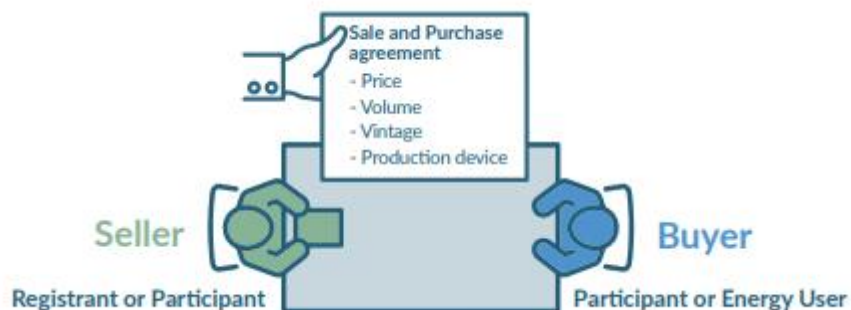 Sale and Purchase
agreement
- Price
- Volume
- Vintage
- Production device
Seller
Buyer
Registrant or Participant
Participant or Energy User